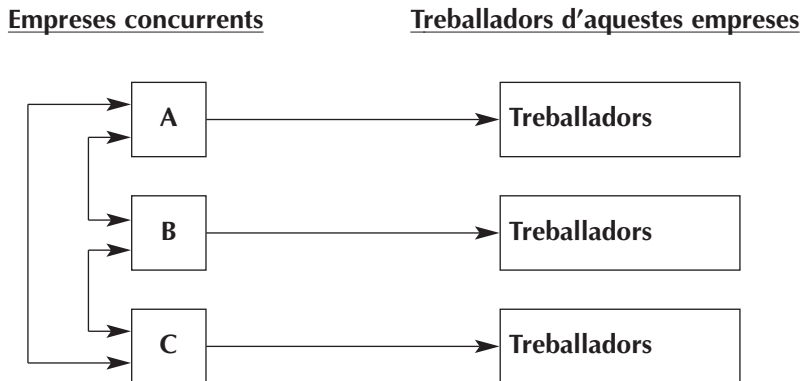 Empreses concurrents Treballadors d'aquestes empreses
A Treballadors
B Treballadors
C Treballadors